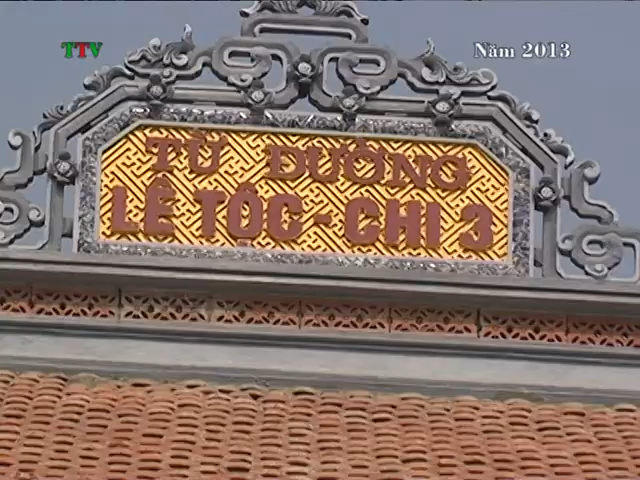 TTV
Năm 2013
TỪ ĐƯỜNG
LÊ TỘC - CHI 3